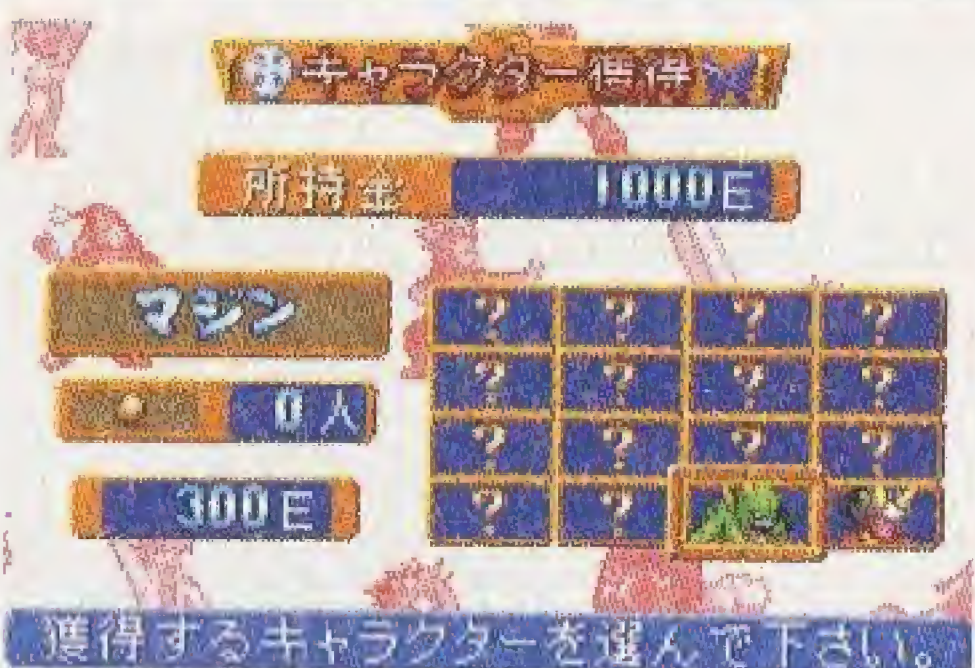 キャラクター獲得
所持金 1000E
マジン
? ? ? ?
? ? ? ?
0人
? ? ? ?
300E
? ?
獲得するキャラクターを選んで下さい。